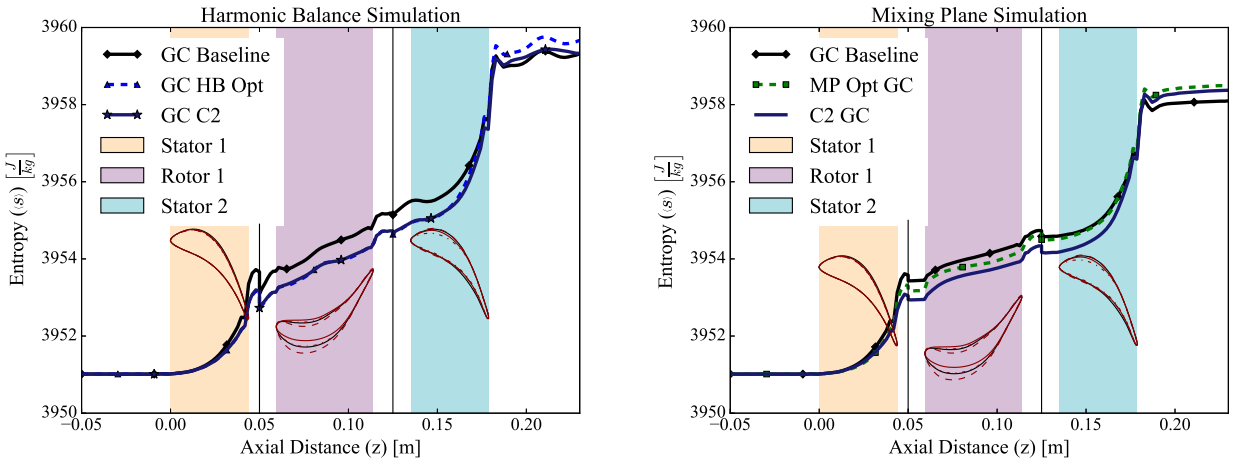 Harmonic Balance Simulation
3960
3958
3956
3954
3952
3950
Entropy (⟨s⟩) [J/kg]
GC Baseline
GC HB Opt
GC C2
Stator 1
Rotor 1
Stator 2
−0.05
0.00
0.05
0.10
0.15
0.20
Axial Distance (z) [m]
Mixing Plane Simulation
3960
3958
3956
3954
3952
3950
Entropy (⟨s⟩) [J/kg]
GC Baseline
MP Opt GC
C2 GC
Stator 1
Rotor 1
Stator 2
−0.05
0.00
0.05
0.10
0.15
0.20
Axial Distance (z) [m]